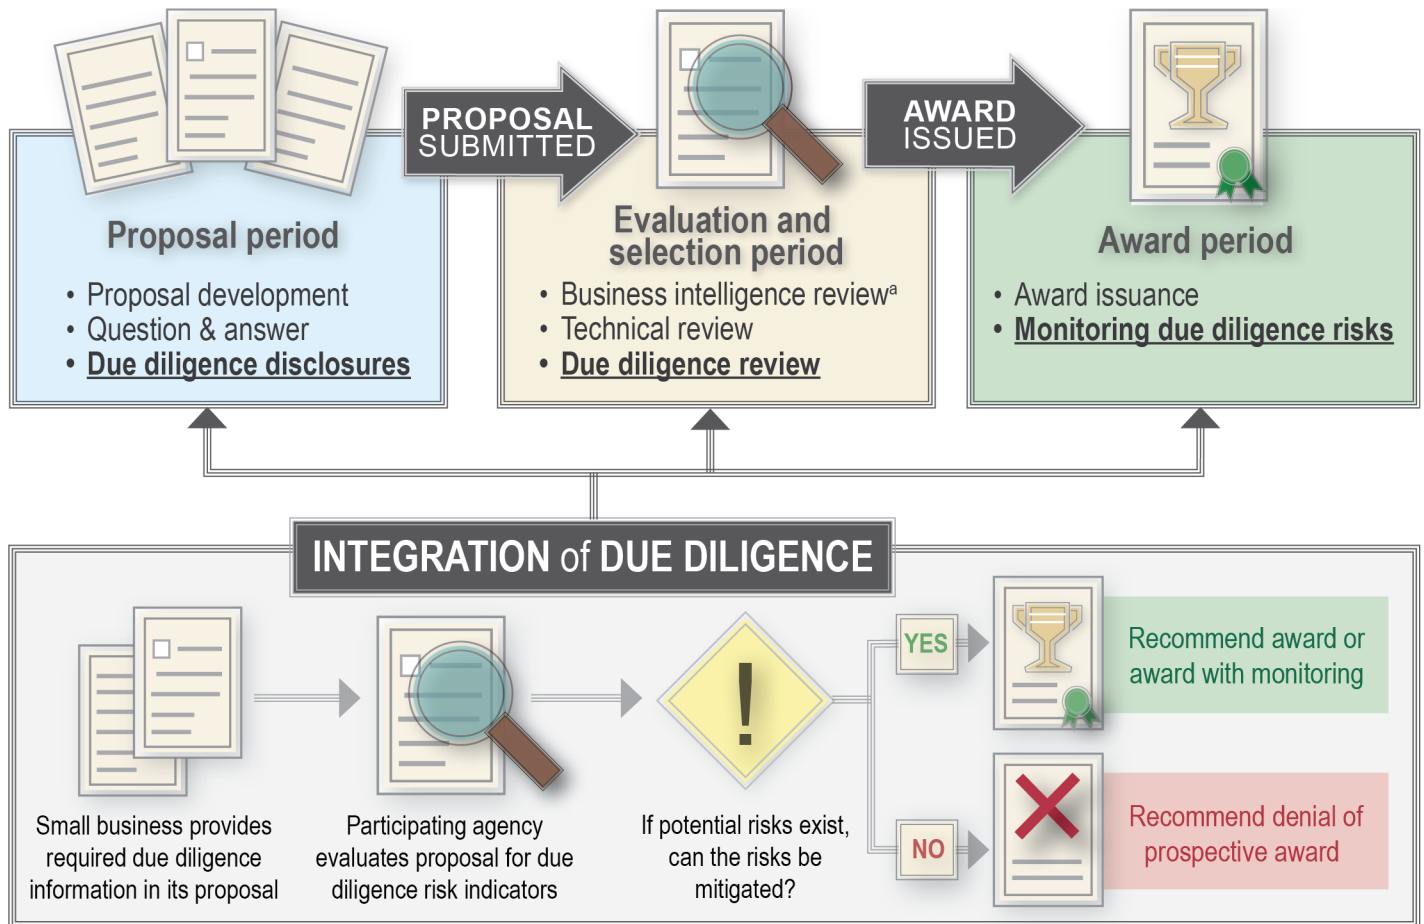 PROPOSAL
SUBMITTED
AWARD
ISSUED
Proposal period
• Proposal development
• Question & answer
• Due diligence disclosures
Evaluation and
selection period
• Business intelligence reviewᵃ
• Technical review
• Due diligence review
Award period
• Award issuance
• Monitoring due diligence risks
INTEGRATION of DUE DILIGENCE
Small business provides
required due diligence
information in its proposal
Participating agency
evaluates proposal for due
diligence risk indicators
!
If potential risks exist,
can the risks be
mitigated?
YES
Recommend award or
award with monitoring
NO
Recommend denial of
prospective award